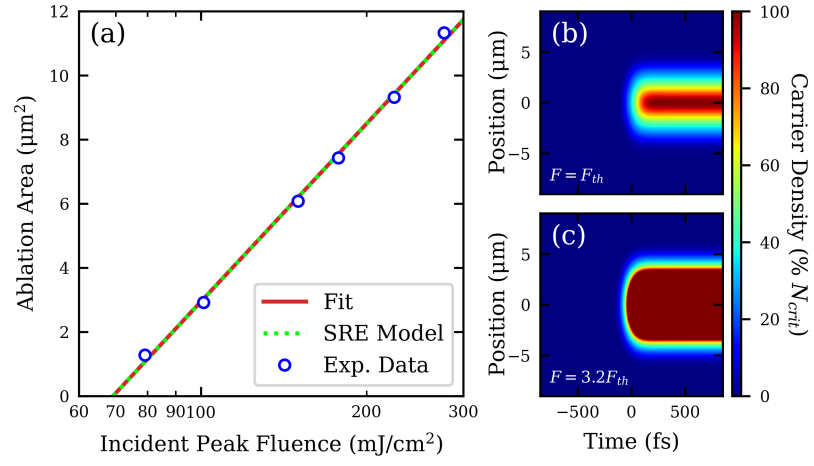 (a)
12
10
8
6
4
2
0
Ablation Area (μm²)
Fit
SRE Model
Exp. Data
60 70 80 90 100 200 300
Incident Peak Fluence (mJ/cm²)
(b)
5
0
−5
Position (μm)
F = F_th
(c)
5
0
−5
Position (μm)
F = 3.2F_th
−500 0 500
Time (fs)
100
80
60
40
20
0
Carrier Density (% N_crit.)